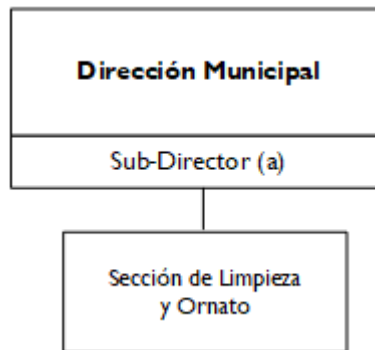 Dirección Municipal
Sub-Director (a)
Sección de Limpieza
y Ornato